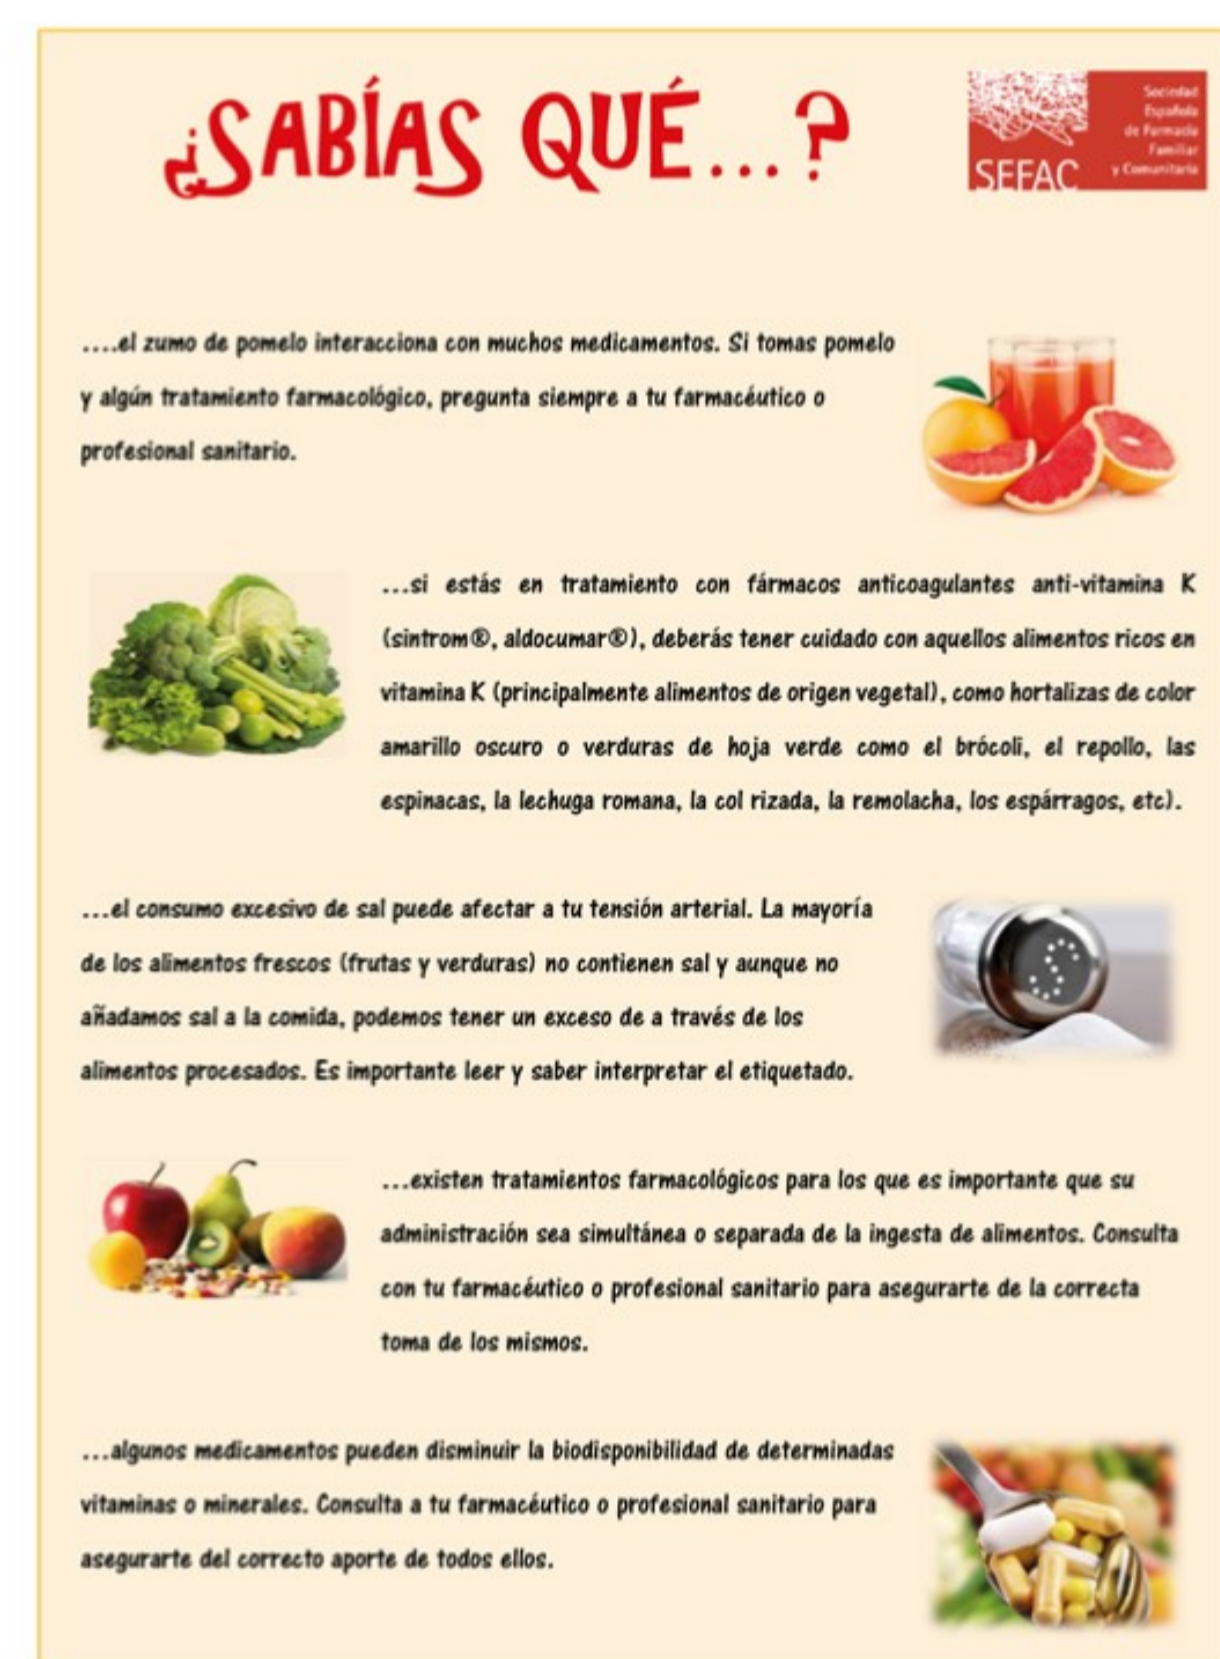 ¿SABÍAS QUÉ...?
Sociedad
Española
de Farmacia
Familiar
y Comunitaria
SEFAC
....el zumo de pomelo interacciona con muchos medicamentos. Si tomas pomelo
y algún tratamiento farmacológico, pregunta siempre a tu farmacéutico o
profesional sanitario.
...si estás en tratamiento con fármacos anticoagulantes anti-vitamina K
(sintrom®, aldocumar®), deberás tener cuidado con aquellos alimentos ricos en
vitamina K (principalmente alimentos de origen vegetal), como hortalizas de color
amarillo oscuro o verduras de hoja verde como el brócoli, el repollo, las
espinacas, la lechuga romana, la col rizada, la remolacha, los espárragos, etc).
...el consumo excesivo de sal puede afectar a tu tensión arterial. La mayoría
de los alimentos frescos (frutas y verduras) no contienen sal y aunque no
añadamos sal a la comida, podemos tener un exceso de a través de los
alimentos procesados. Es importante leer y saber interpretar el etiquetado.
...existen tratamientos farmacológicos para los que es importante que su
administración sea simultánea o separada de la ingesta de alimentos. Consulta
con tu farmacéutico o profesional sanitario para asegurarte de la correcta
toma de los mismos.
...algunos medicamentos pueden disminuir la biodisponibilidad de determinadas
vitaminas o minerales. Consulta a tu farmacéutico o profesional sanitario para
asegurarte del correcto aporte de todos ellos.